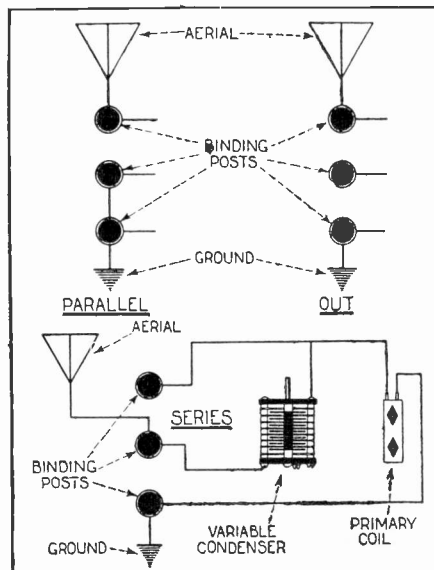 AERIAL
BINDING
POSTS
GROUND
PARALLEL
OUT
AERIAL
SERIES
BINDING
POSTS
GROUND
VARIABLE
CONDENSER
PRIMARY
COIL